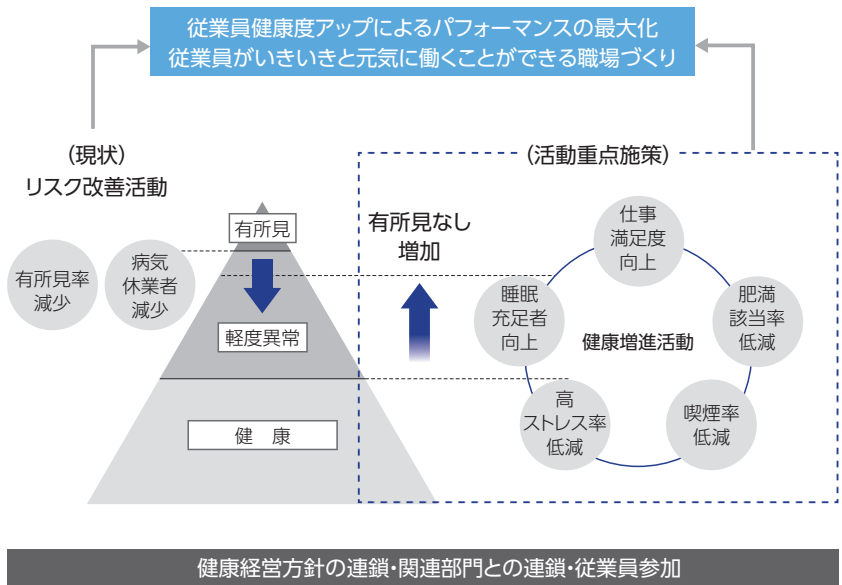 従業員健康度アップによるパフォーマンスの最大化
従業員がいきいきと元気に働くことができる職場づくり
(現状)
リスク改善活動
有所見率
減少
病気
休業者
減少
有所見
軽度異常
健　康
有所見なし
増加
(活動重点施策)
仕事
満足度
向上
睡眠
充足者
向上
肥満
該当率
低減
健康増進活動
高
ストレス率
低減
喫煙率
低減
健康経営方針の連鎖・関連部門との連鎖・従業員参加